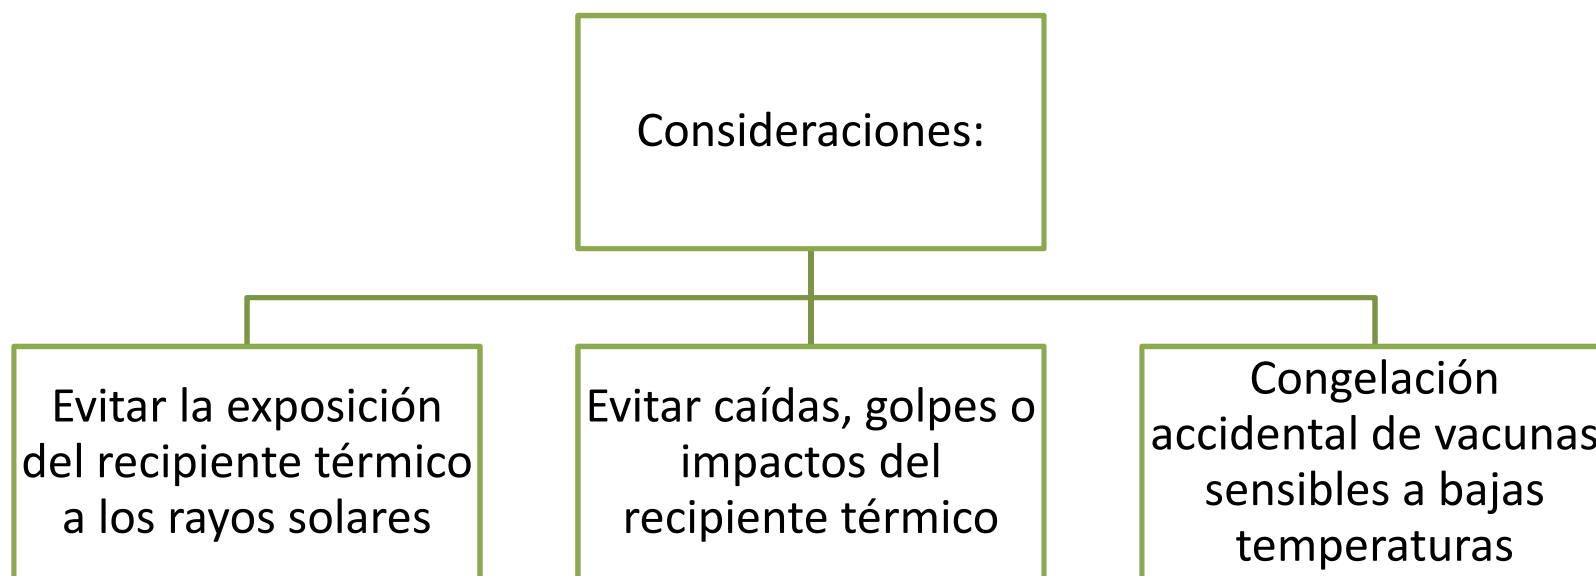 Consideraciones:
Evitar la exposición
del recipiente térmico
a los rayos solares
Evitar caídas, golpes o
impactos del
recipiente térmico
Congelación
accidental de vacunas
sensibles a bajas
temperaturas